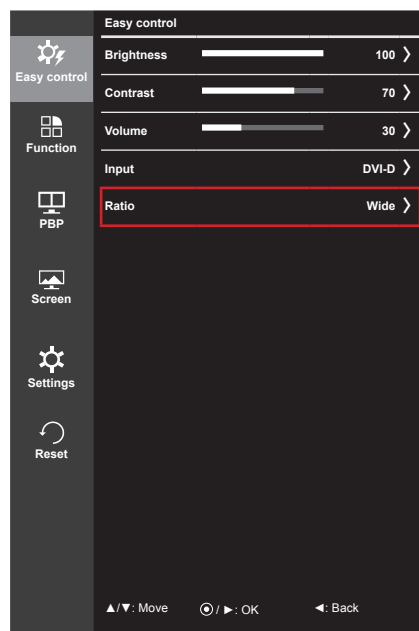 Easy control
Easy control
Function
PBP
Screen
Settings
Reset
Brightness 100
Contrast 70
Volume 30
Input DVI-D
Ratio Wide
▲/▼: Move ⦿ / ►: OK ◄: Back